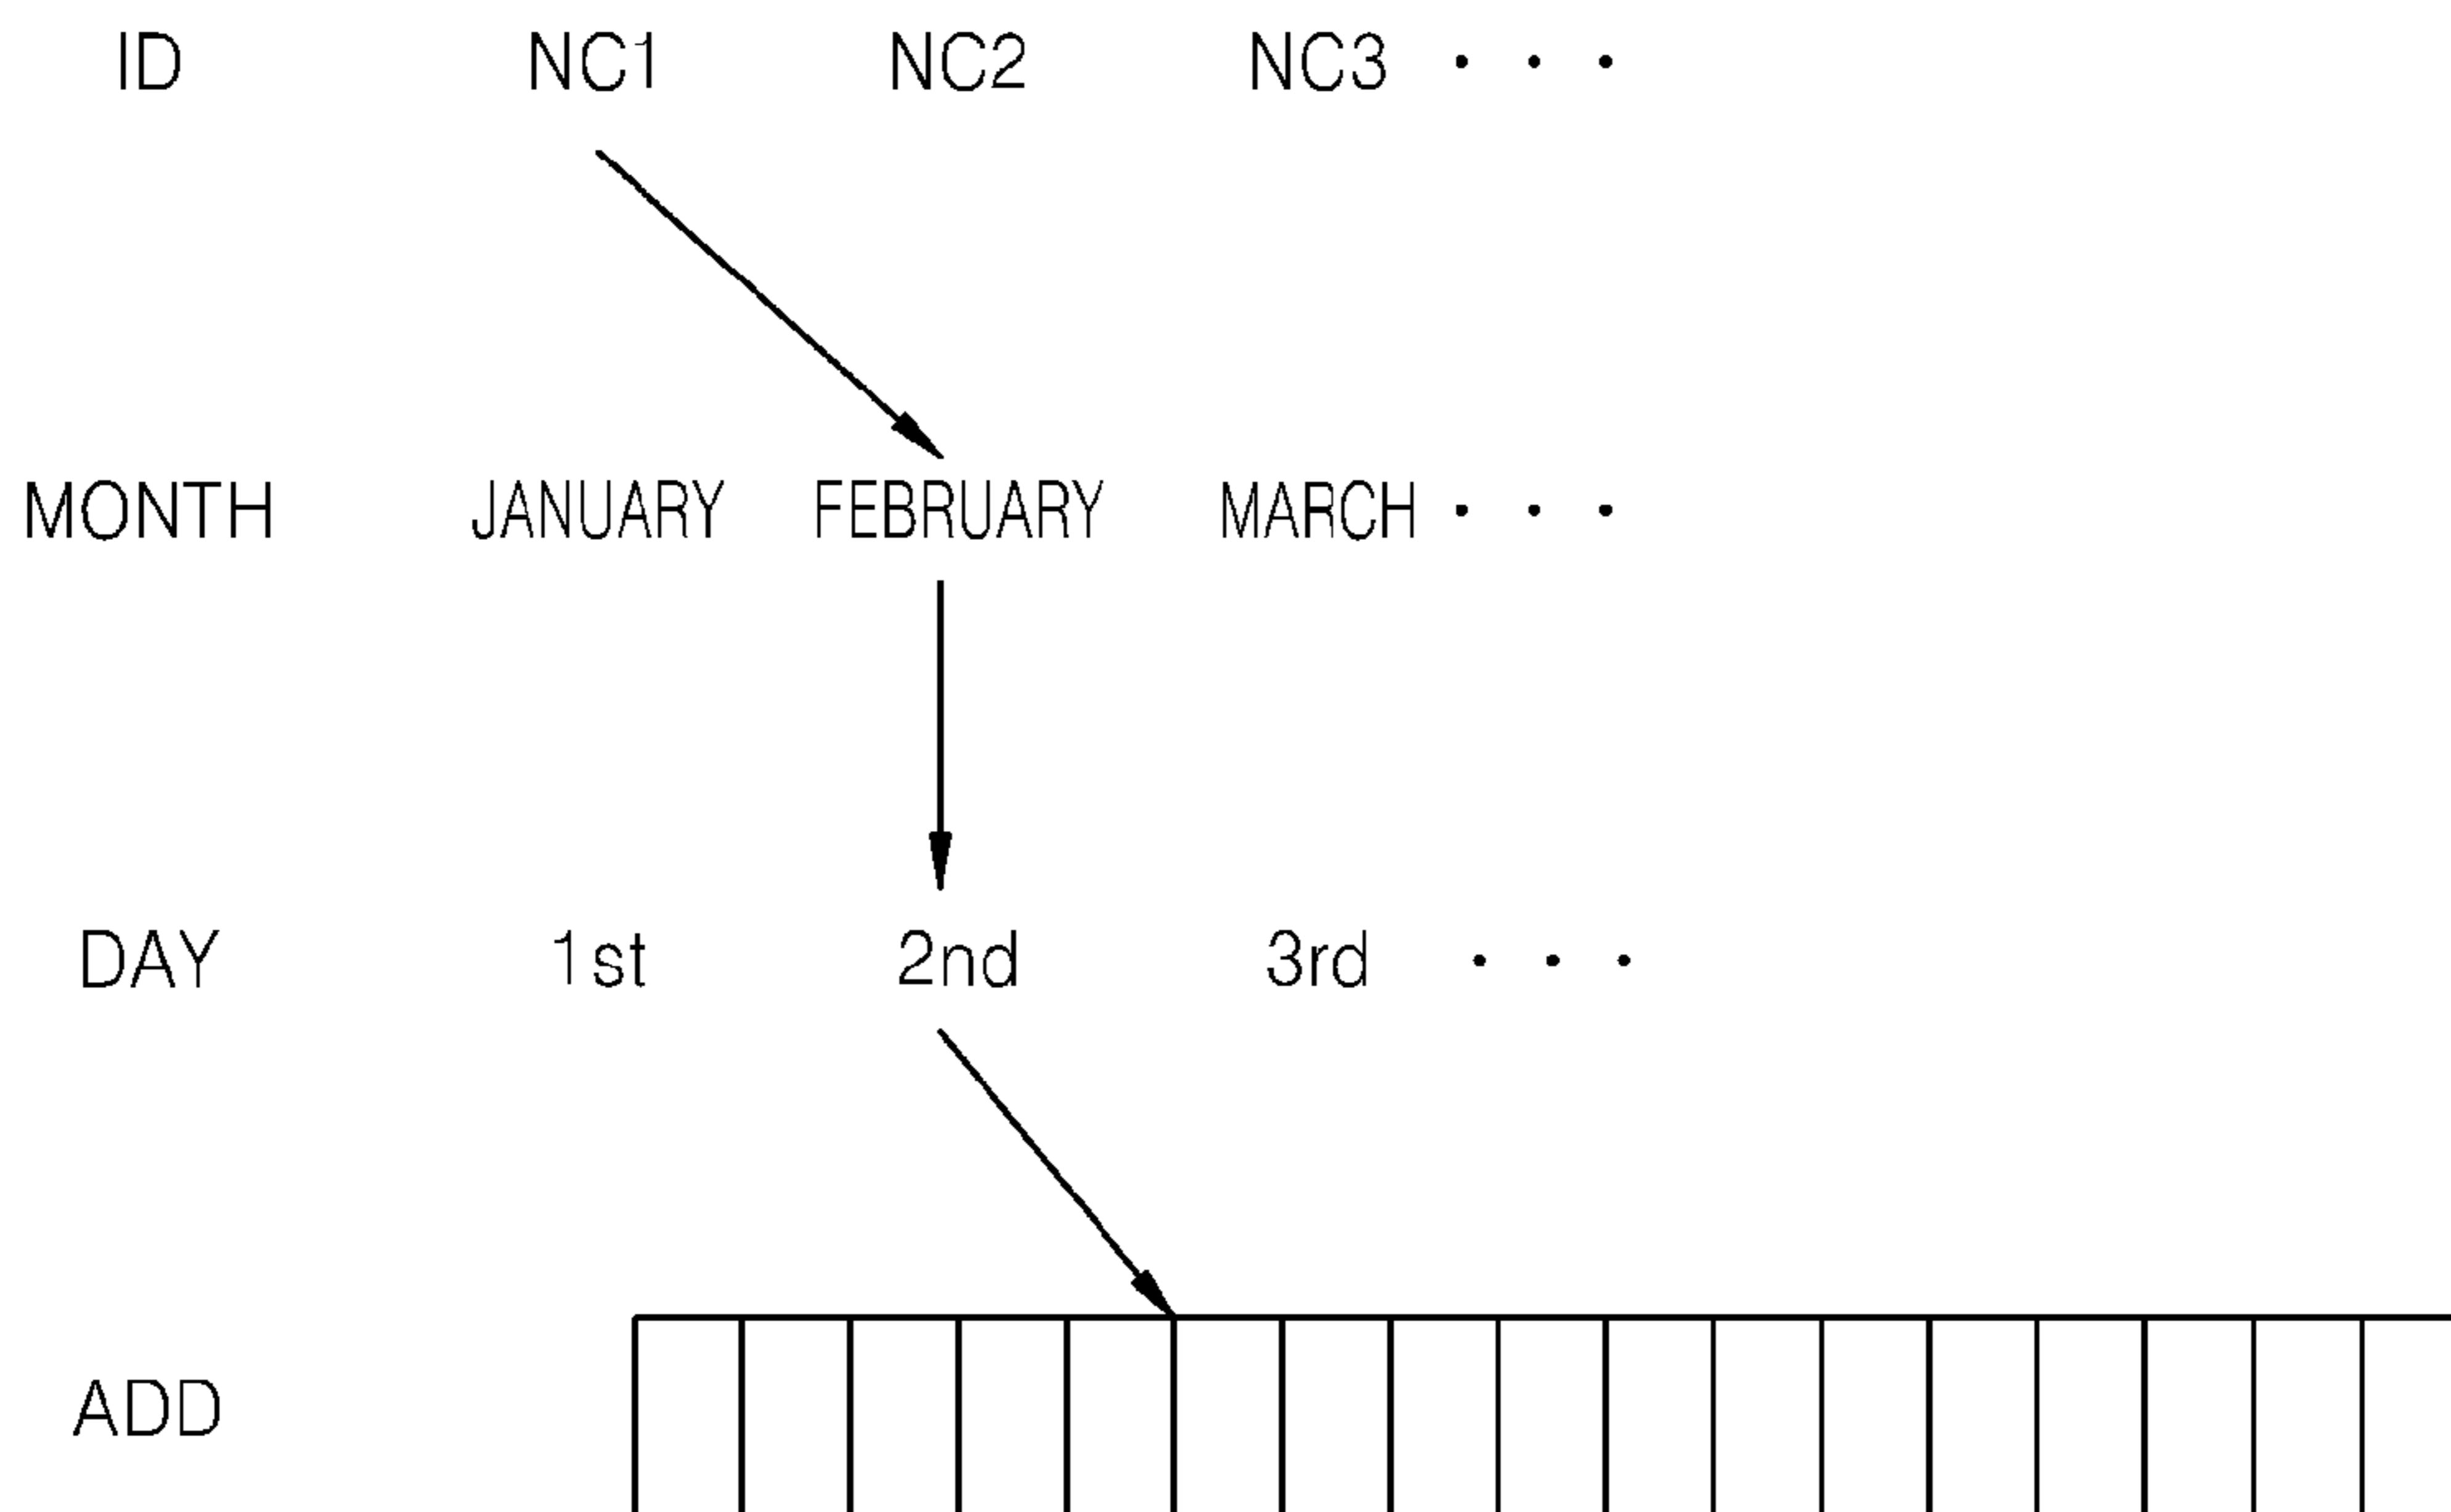 ID NC1 NC2 NC3 · · ·
MONTH JANUARY FEBRUARY MARCH · · ·
DAY 1st 2nd 3rd · · ·
ADD